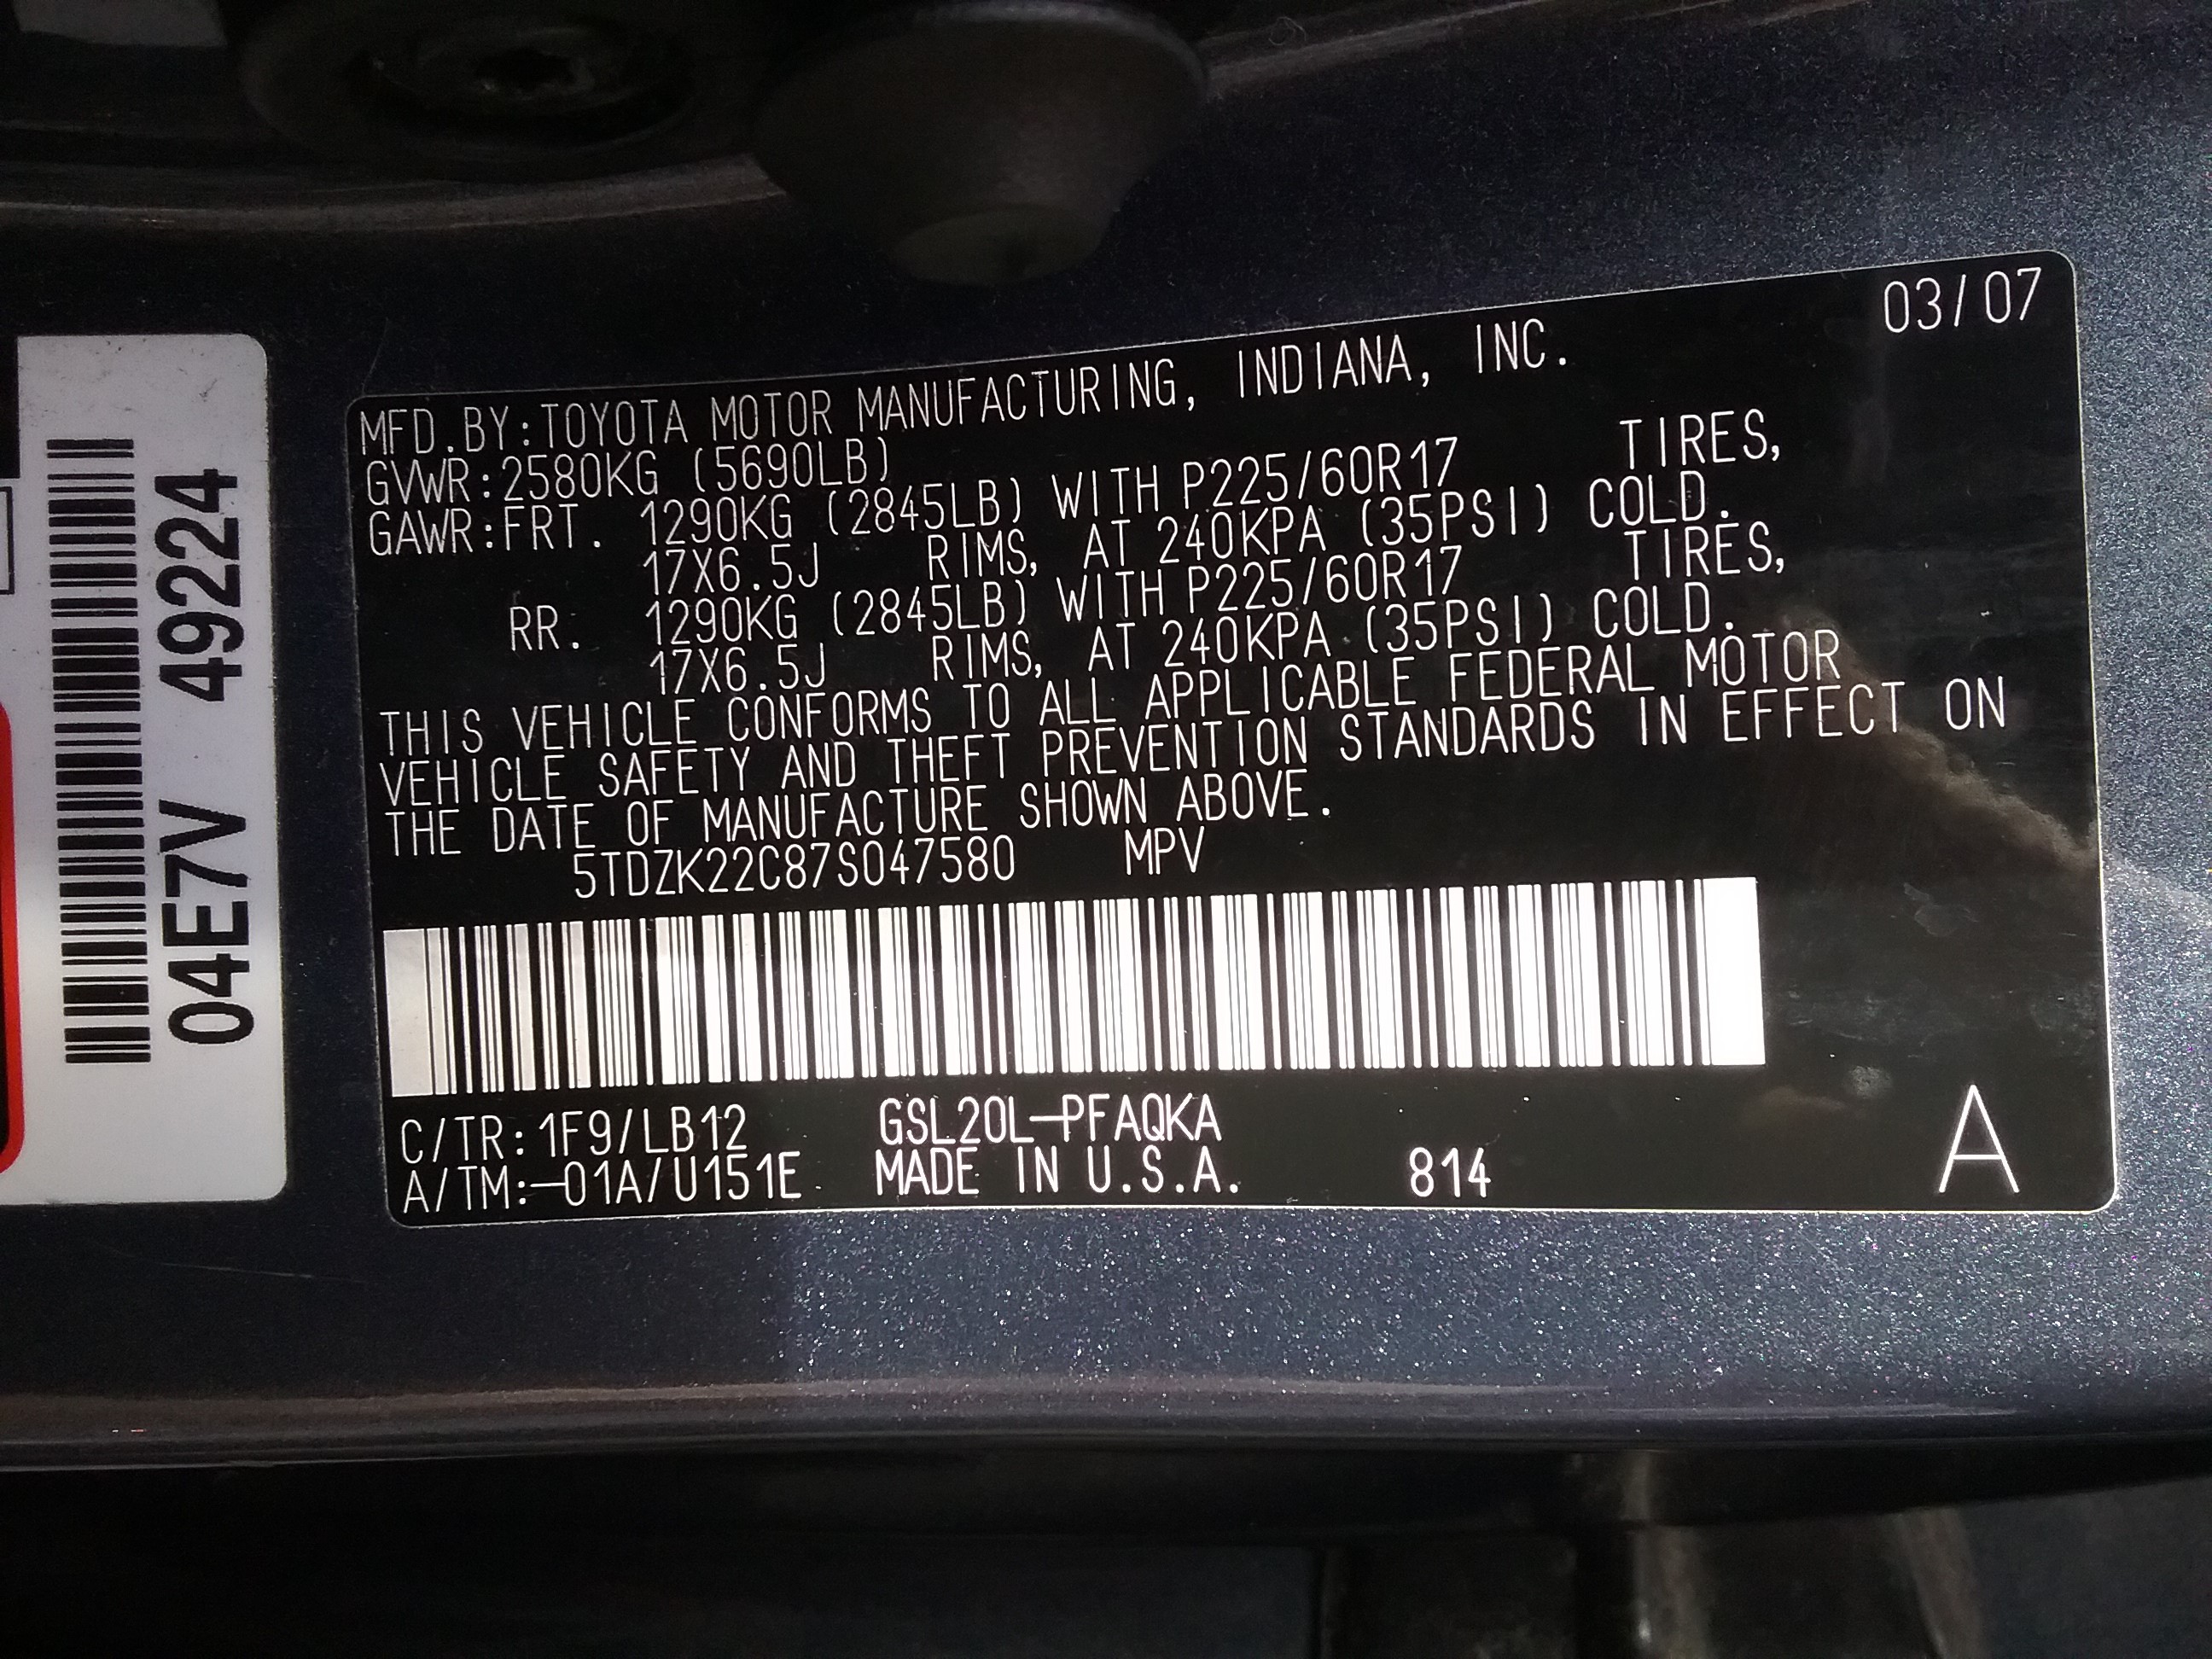 04E7V 49224
03/07
MFD.BY:TOYOTA MOTOR MANUFACTURING, INDIANA, INC.
GVWR:2580KG (5690LB)
GAWR:FRT. 1290KG (2845LB) WITH P225/60R17 TIRES,
17X6.5J RIMS, AT 240KPA (35PSI) COLD.
RR: 1290KG (2845LB) WITH P225/60R17 TIRES,
17X6.5J RIMS, AT 240KPA (35PSI) COLD.
THIS VEHICLE CONFORMS TO ALL APPLICABLE FEDERAL MOTOR
VEHICLE SAFETY AND THEFT PREVENTION STANDARDS IN EFFECT ON
THE DATE OF MANUFACTURE SHOWN ABOVE.
5TDZK22C87S047580 MPV
C/TR:1F9/LB12 GSL20L-PFAQKA
A/TM:-01A/U151E MADE IN U.S.A. 814 A